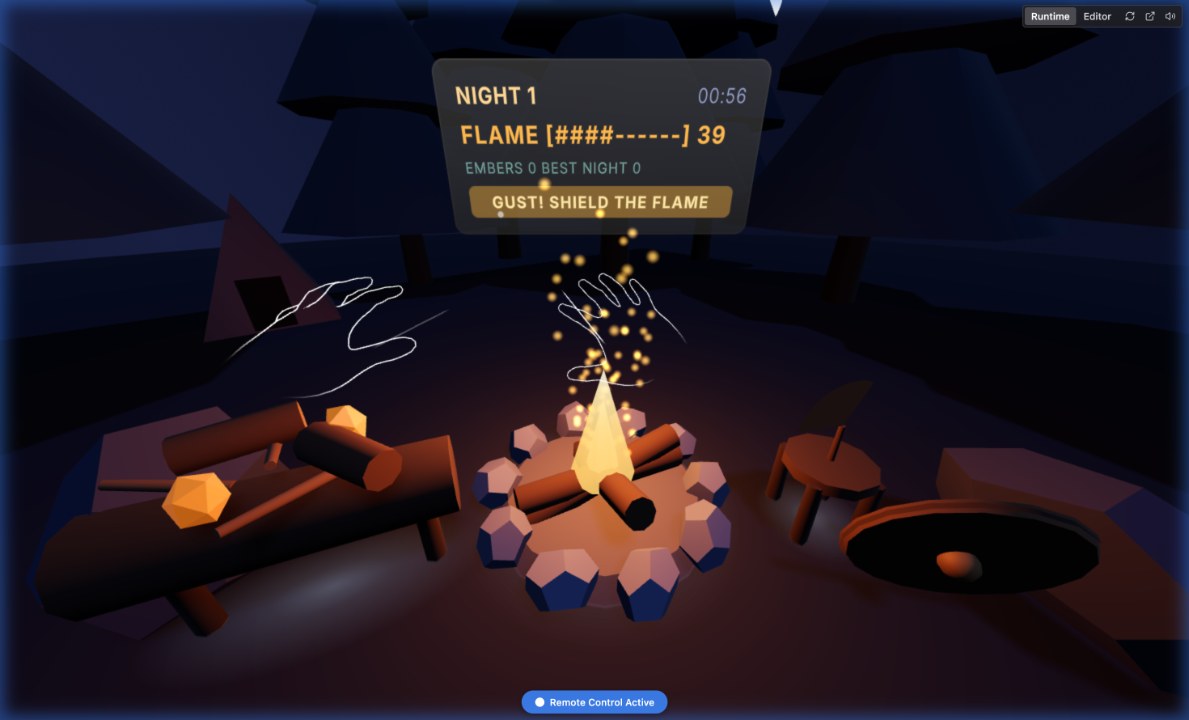 Runtime Editor
NIGHT 1 00:56
FLAME [####------] 39
EMBERS 0 BEST NIGHT 0
GUST! SHIELD THE FLAME
Remote Control Active